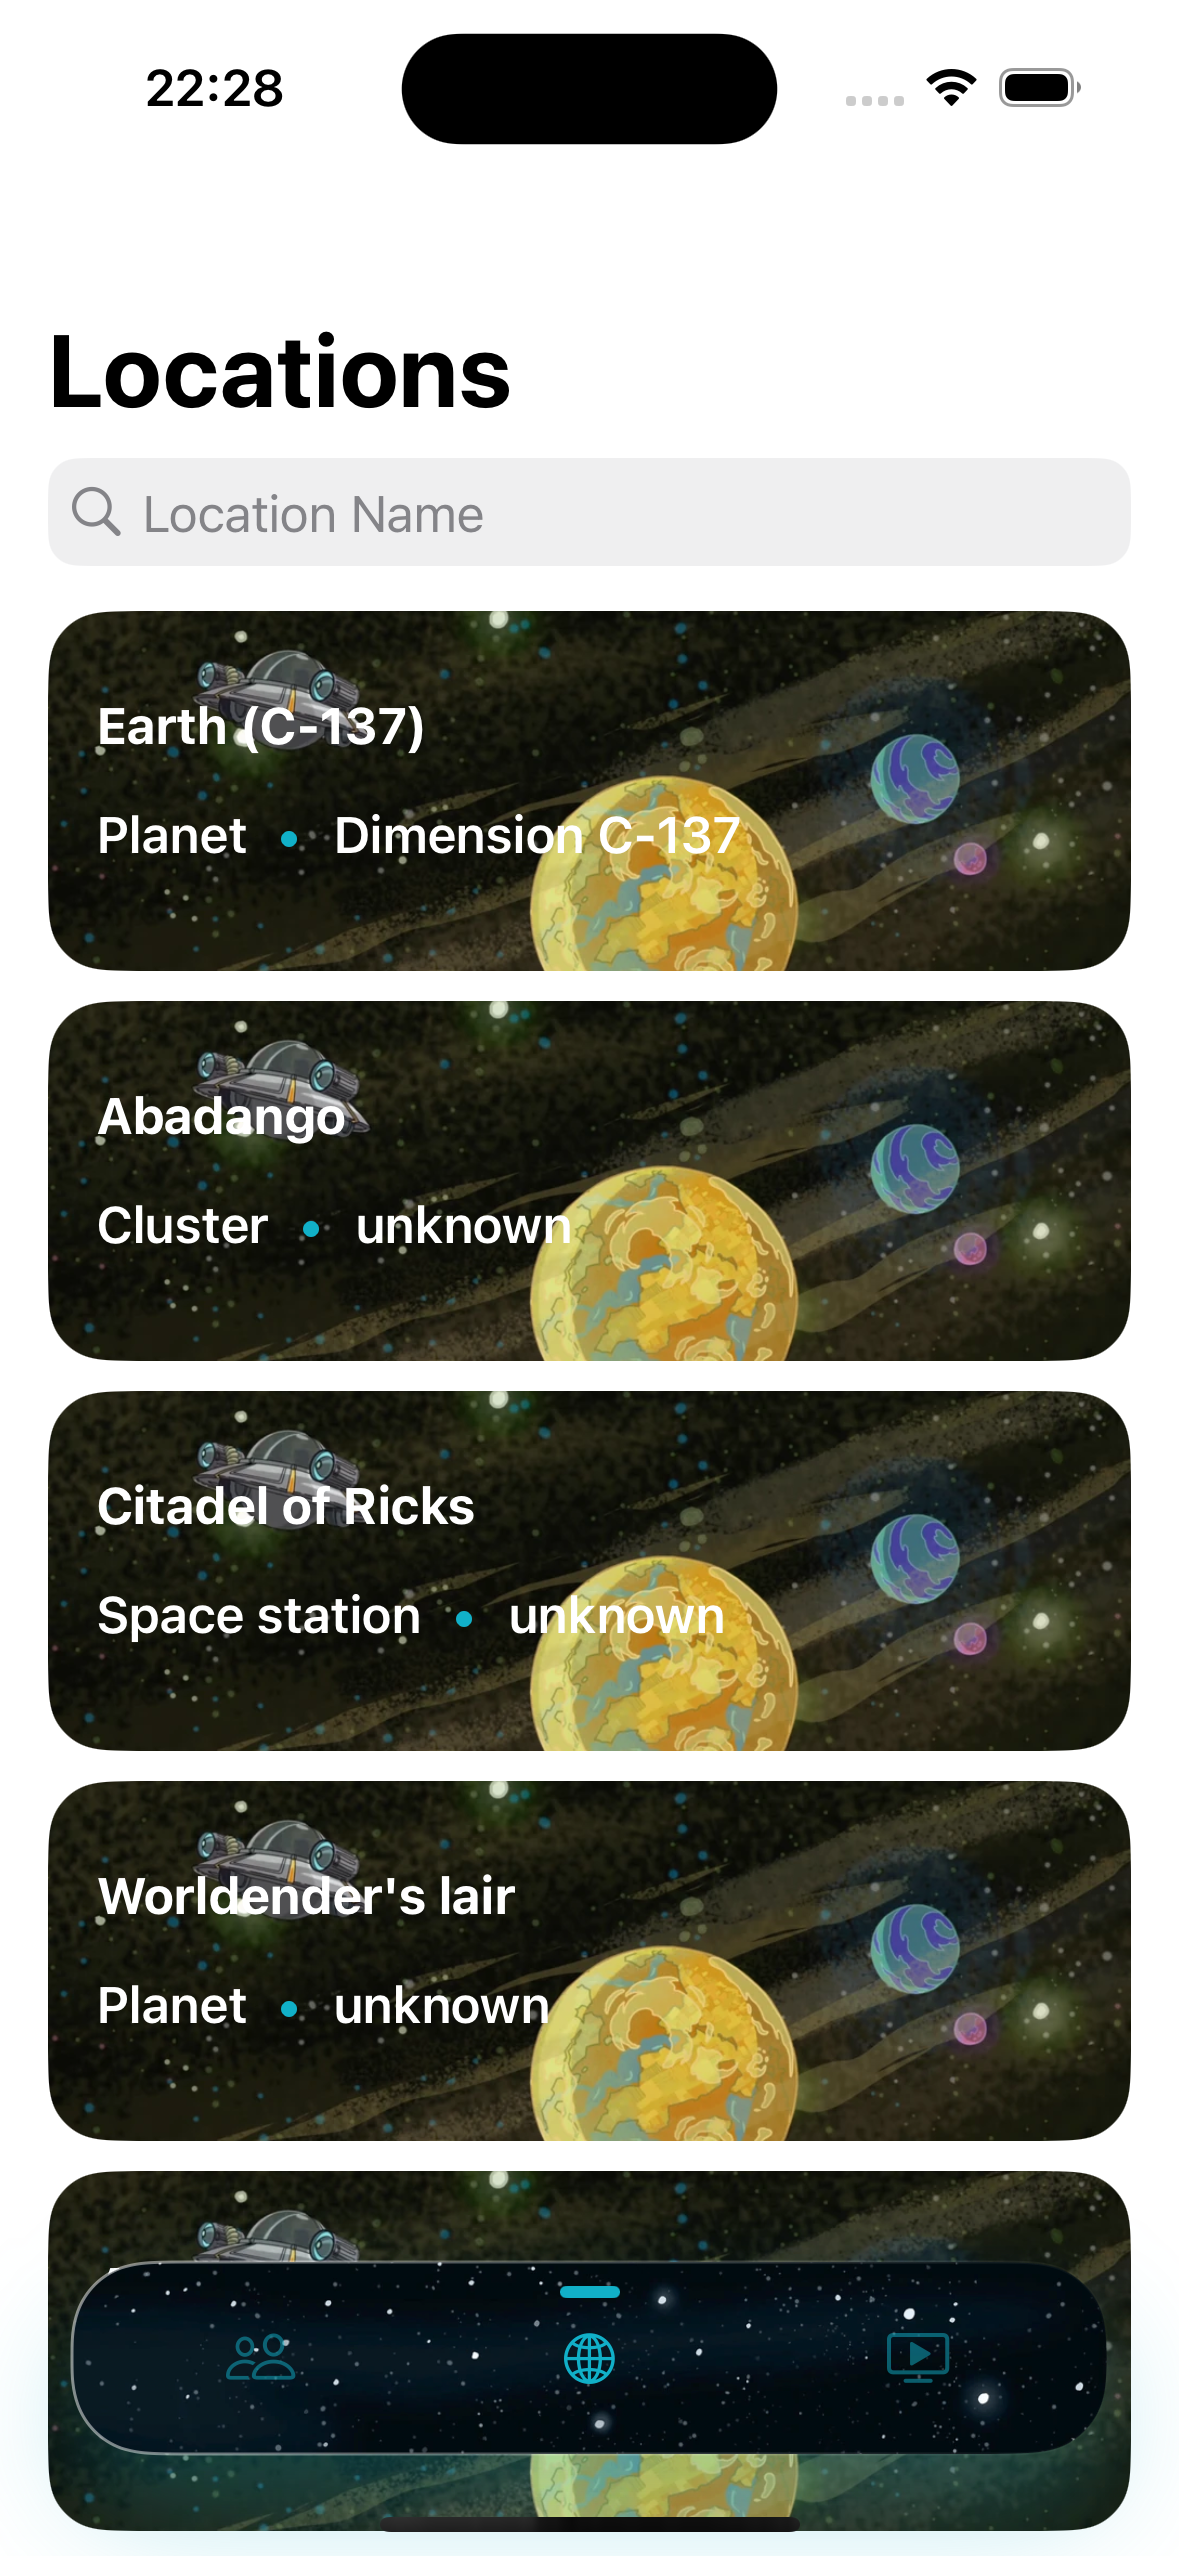 22:28
Locations
Location Name
Earth (C-137)
Planet • Dimension C-137
Abadango
Cluster • unknown
Citadel of Ricks
Space station • unknown
Worldender's lair
Planet • unknown